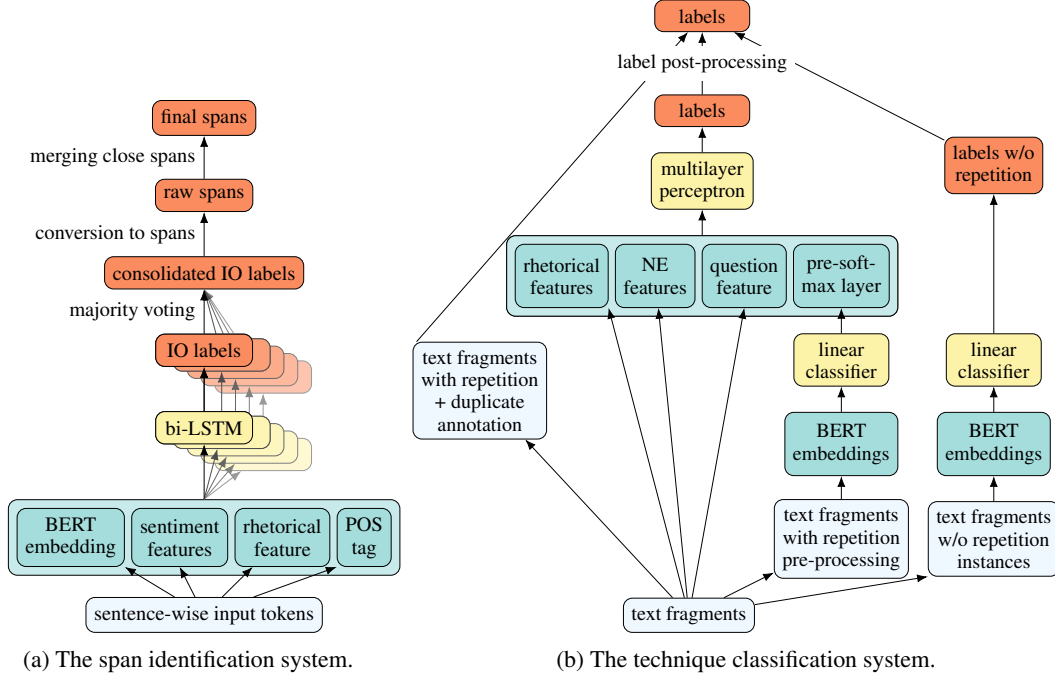 final spans
merging close spans
raw spans
conversion to spans
consolidated IO labels
majority voting
IO labels
bi-LSTM
BERT
embedding
sentiment
features
rhetorical
feature
POS
tag
sentence-wise input tokens
(a) The span identification system.
labels
label post-processing
labels
multilayer
perceptron
labels w/o
repetition
rhetorical
features
NE
features
question
feature
pre-soft-
max layer
text fragments
with repetition
+ duplicate
annotation
linear
classifier
linear
classifier
BERT
embeddings
BERT
embeddings
text fragments
with repetition
pre-processing
text fragments
w/o repetition
instances
text fragments
(b) The technique classification system.